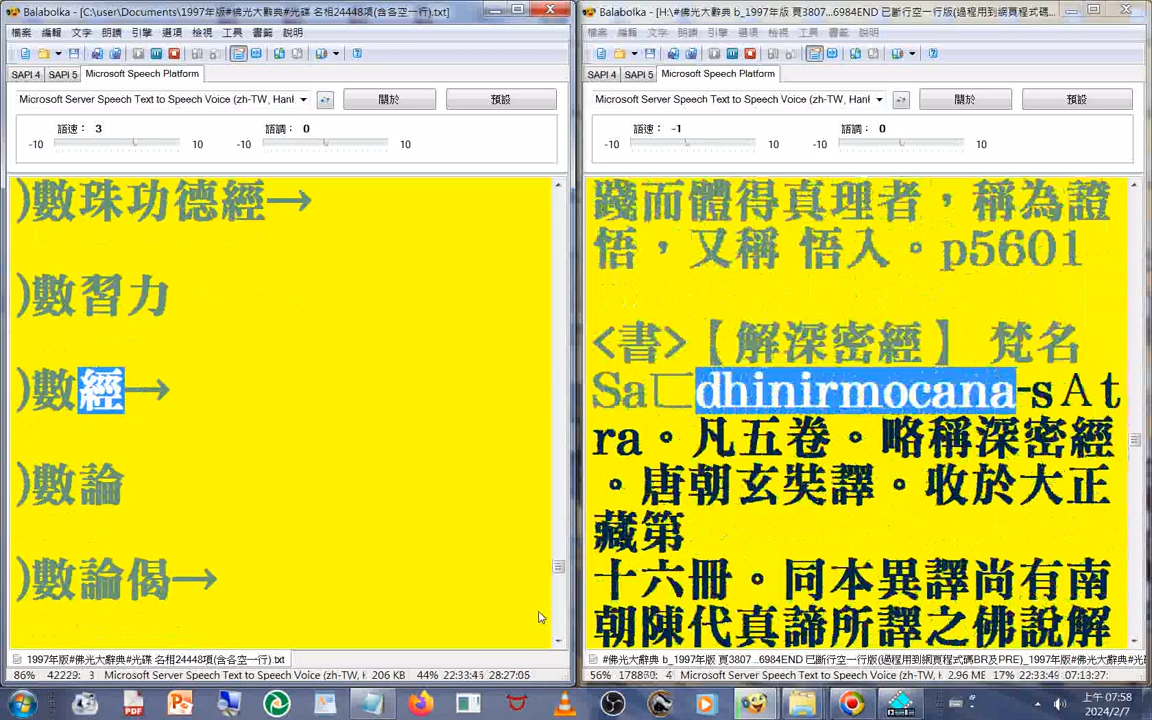 Balabolka - [C:\user\Documents\1997年版#佛光大辭典#光碟 名相24448項(含各空一行).txt]
檔案 編輯 文字 朗讀 引擎 選項 檢視 工具 書籤 說明
SAPI 4 SAPI 5 Microsoft Speech Platform
Microsoft Server Speech Text to Speech Voice (zh-TW, Hanl 關於 預設
語速： 3 語調： 0
-10 10 -10 10
)數珠功德經→
)數習力
)數經→
)數論
)數論偈→
1997年版#佛光大辭典#光碟 名相24448項(含各空一行).txt
86% 42229: 3 Microsoft Server Speech Text to Speech Voice (zh-TW, H 206 KB 44% 22:33:49 28:27:05
Balabolka - [H:\#佛光大辭典 b_1997年版 頁3807...6984END 已斷行空一行版(過程用到網頁程式碼...
檔案 編輯 文字 朗讀 引擎 選項 檢視 工具 書籤 說明
SAPI 4 SAPI 5 Microsoft Speech Platform
Microsoft Server Speech Text to Speech Voice (zh-TW, Hanl 關於 預設
語速： -1 語調： 0
-10 10 -10 10
踐而體得真理者，稱為證
悟，又稱 悟入。p5601
<書>【解深密經】 梵名
Sa匚dhinirmocana-sＡt
ra。凡五卷。略稱深密經
。唐朝玄奘譯。收於大正
藏第
十六冊。同本異譯尚有南
朝陳代真諦所譯之佛說解
#佛光大辭典 b_1997年版 頁3807...6984END 已斷行空一行版(過程用到網頁程式碼BR及PRE)_1997年版#光
56% Microsoft Server Speech Text to Speech Voice (zh-TW, H 2.96 ME 17% 07:13:27
上午 07:58
2024/2/7